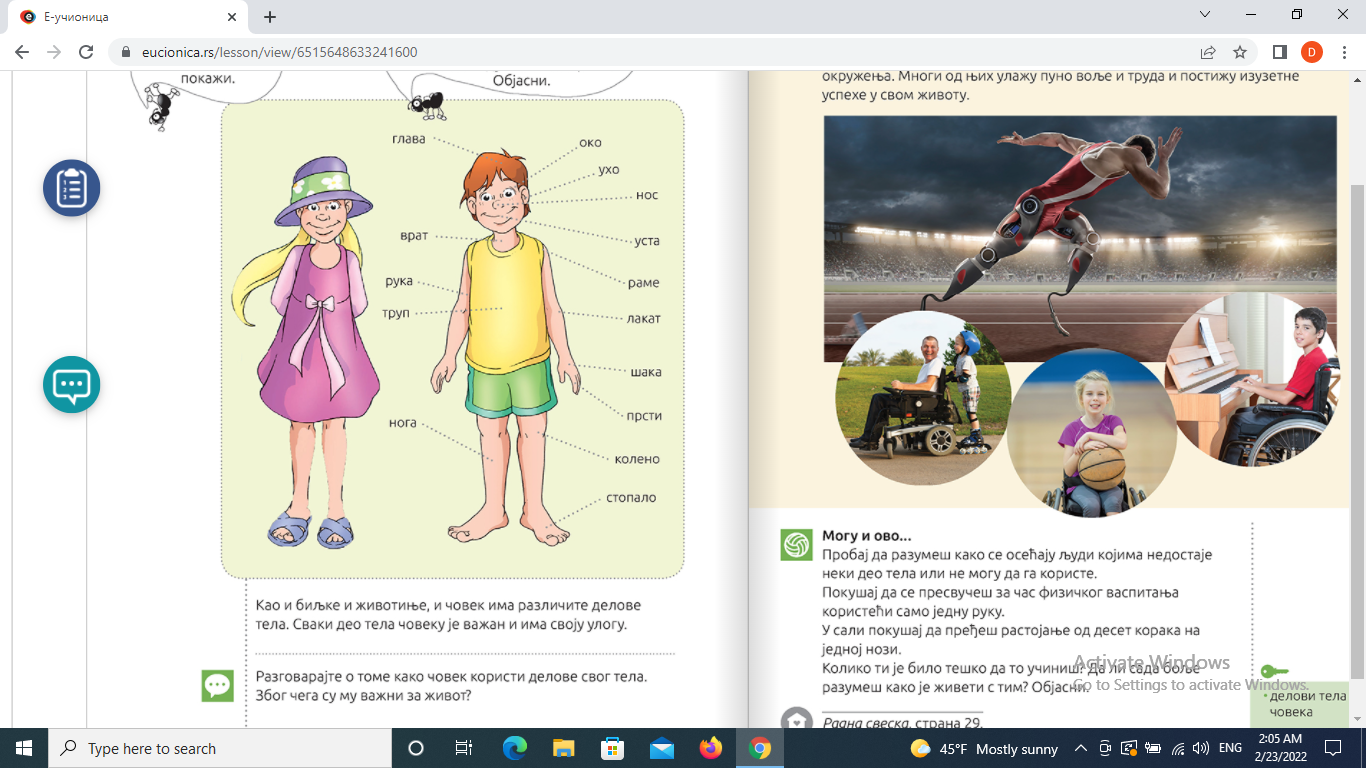 Е-учионица
eucionica.rs/lesson/view/6515648633241600
D
покажи.
Објасни.
глава
око
ухо
нос
врат
уста
рука
раме
труп
лакат
шака
прсти
нога
колено
стопало
Као и биљке и животиње, и човек има различите делове
тела. Сваки део тела човеку је важан и има своју улогу.
Разговарајте о томе како човек користи делове свог тела.
Због чега су му важни за живот?
окружења. Многи од њих улажу пуно воље и труда и постижу изузетне
успехе у свом животу.
Могу и ово...
Пробај да разумеш како се осећају људи којима недостаје
неки део тела или не могу да га користе.
Покушај да се пресвучеш за час физичког васпитања
користећи само једну руку.
У сали покушај да пређеш растојање од десет корака на
једној нози.
Колико ти је било тешко да то учиниш? Да ли сада боље
разумеш како је живети с тим? Објасни.
Радна свеска, страна 29.
• делови тела
човека
Activate Windows
Go to Settings to activate Windows.
Type here to search
45°F Mostly sunny
ENG
2:05 AM
2/23/2022